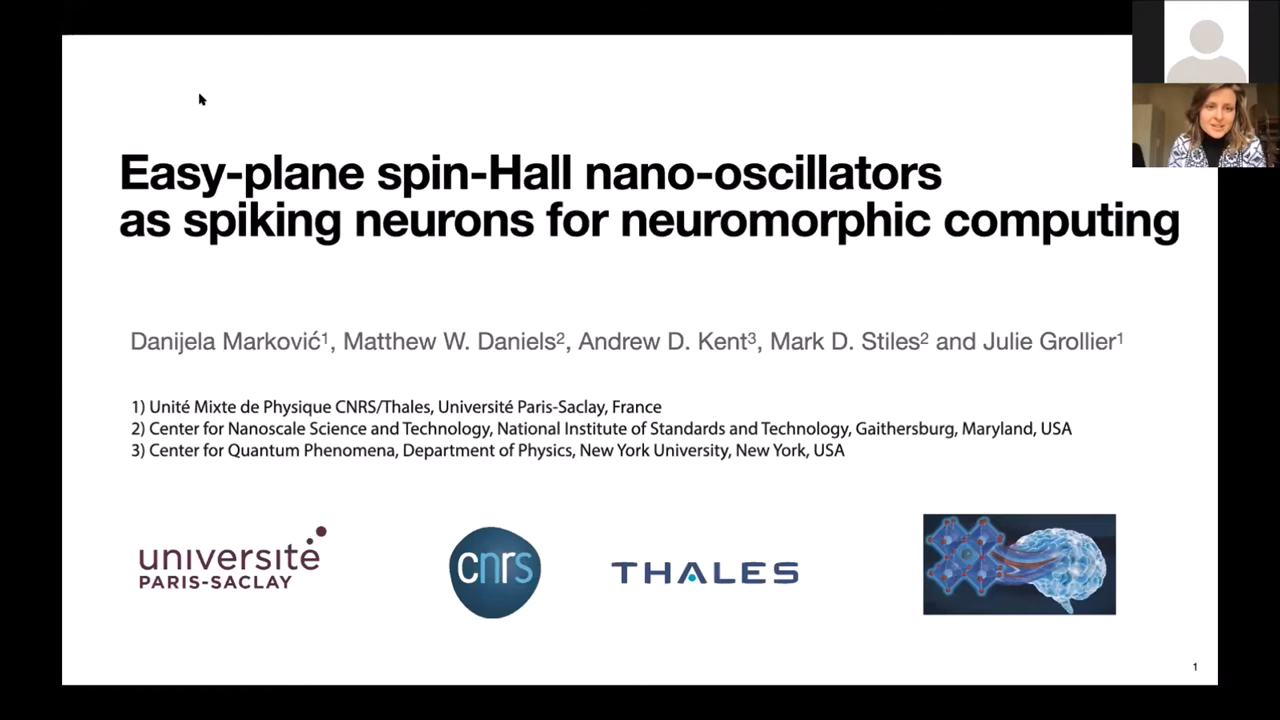 Easy-plane spin-Hall nano-oscillators
as spiking neurons for neuromorphic computing
Danijela Marković¹, Matthew W. Daniels², Andrew D. Kent³, Mark D. Stiles² and Julie Grollier¹
1) Unité Mixte de Physique CNRS/Thales, Université Paris-Saclay, France
2) Center for Nanoscale Science and Technology, National Institute of Standards and Technology, Gaithersburg, Maryland, USA
3) Center for Quantum Phenomena, Department of Physics, New York University, New York, USA
université
PARIS-SACLAY
cnrs
THALES
1